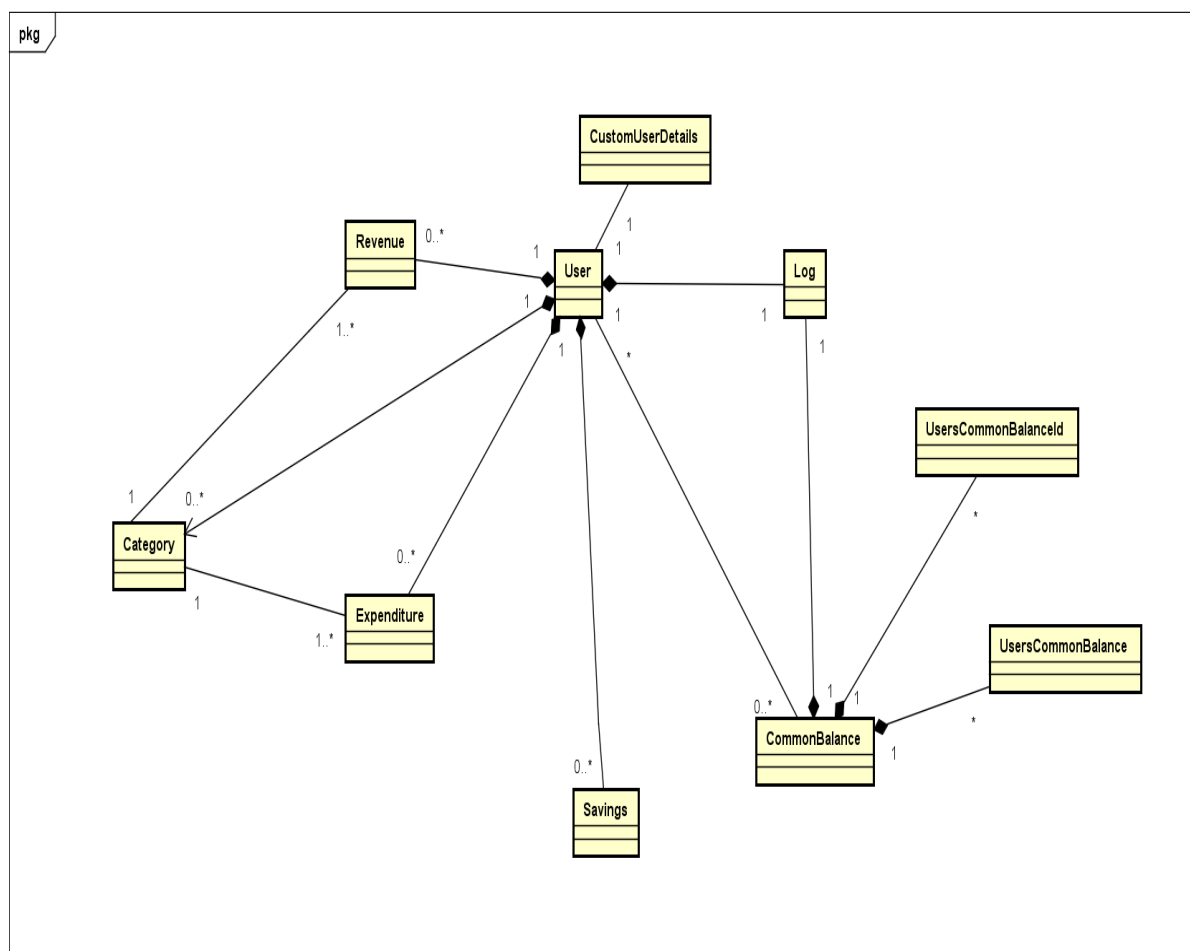 pkg
CustomUserDetails
1
Revenue
0..*
1
1
User
Log
1
1
1
1..*
1
*
1
UsersCommonBalanceId
1
0..*
*
Category
0..*
1
Expenditure
1..*
UsersCommonBalance
1
1
0..*
*
CommonBalance
1
0..*
Savings